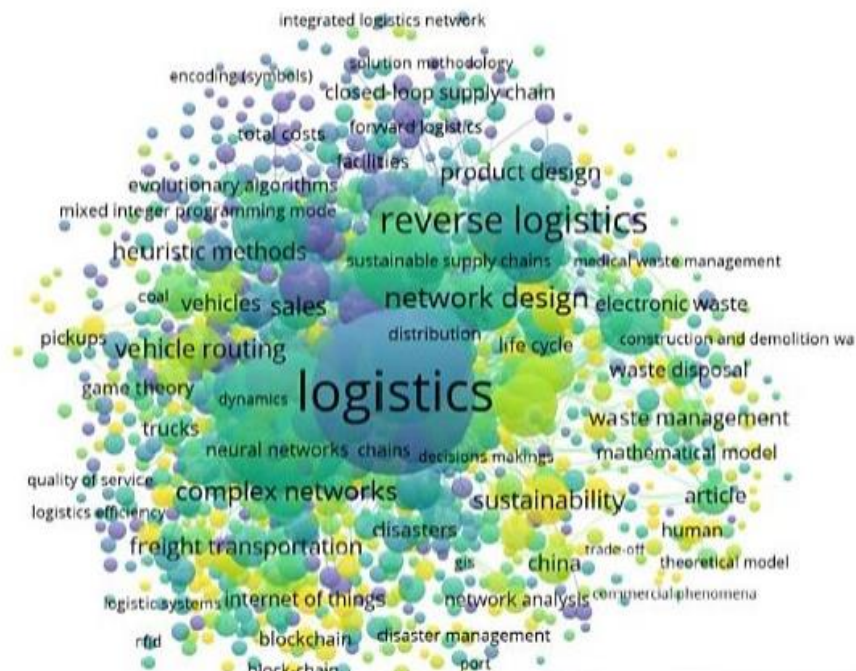 integrated logistics network
solution methodology
encoding (symbols)
closed-loop supply chain
total costs
forward logistics
facilities
product design
evolutionary algorithms
mixed integer programming mode
reverse logistics
heuristic methods
sustainable supply chains
medical waste management
coal
vehicles
sales
network design
electronic waste
pickups
vehicle routing
distribution
life cycle
construction and demolition wa
waste disposal
game theory
dynamics
logistics
trucks
waste management
neural networks
chains
decisions makings
mathematical model
quality of service
complex networks
sustainability
article
logistics efficiency
disasters
human
freight transportation
gis
china
trade-off
theoretical model
logistic systems
internet of things
network analysis
commercial phenomena
rfid
blockchain
disaster management
block-chain
port